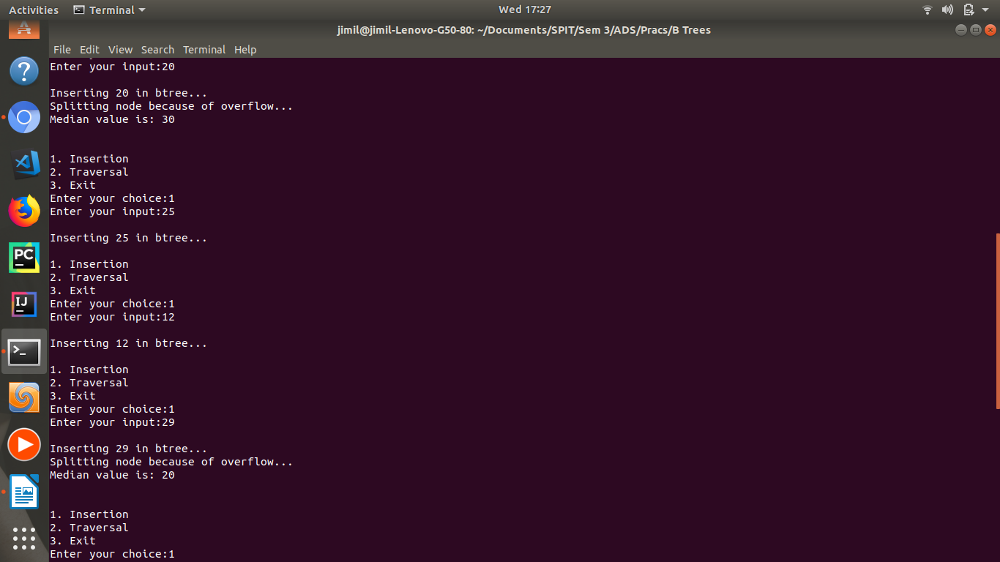 Activities Terminal Wed 17:27
jimil@jimil-Lenovo-G50-80: ~/Documents/SPIT/Sem 3/ADS/Pracs/B Trees
File Edit View Search Terminal Help
Enter your input:20
Inserting 20 in btree...
Splitting node because of overflow...
Median value is: 30
1. Insertion
2. Traversal
3. Exit
Enter your choice:1
Enter your input:25
Inserting 25 in btree...
1. Insertion
2. Traversal
3. Exit
Enter your choice:1
Enter your input:12
Inserting 12 in btree...
1. Insertion
2. Traversal
3. Exit
Enter your choice:1
Enter your input:29
Inserting 29 in btree...
Splitting node because of overflow...
Median value is: 20
1. Insertion
2. Traversal
3. Exit
Enter your choice:1
PC
IJ